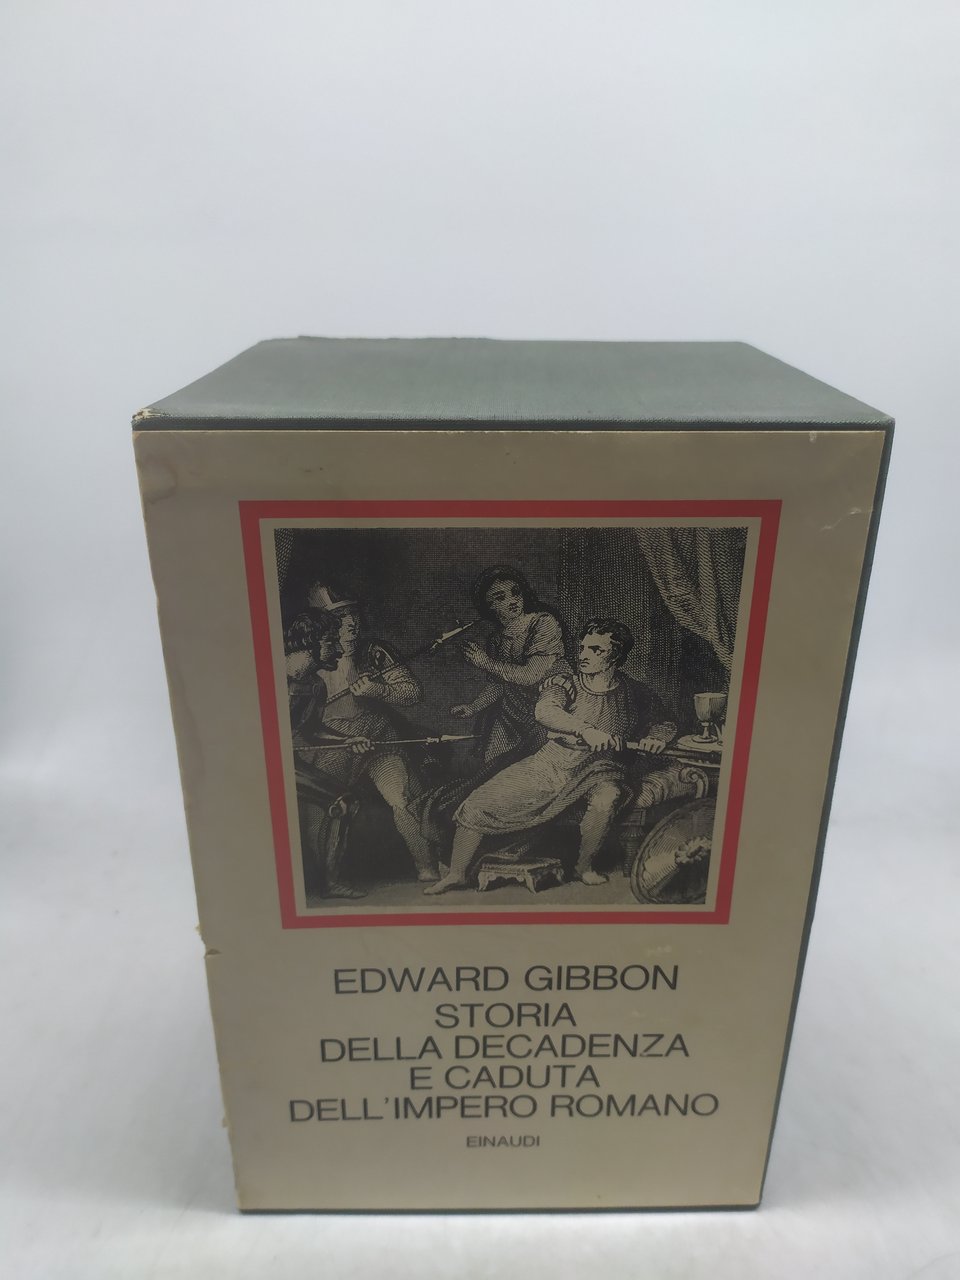 EDWARD GIBBON
STORIA
DELLA DECADENZA
E CADUTA
DELL'IMPERO ROMANO
EINAUDI